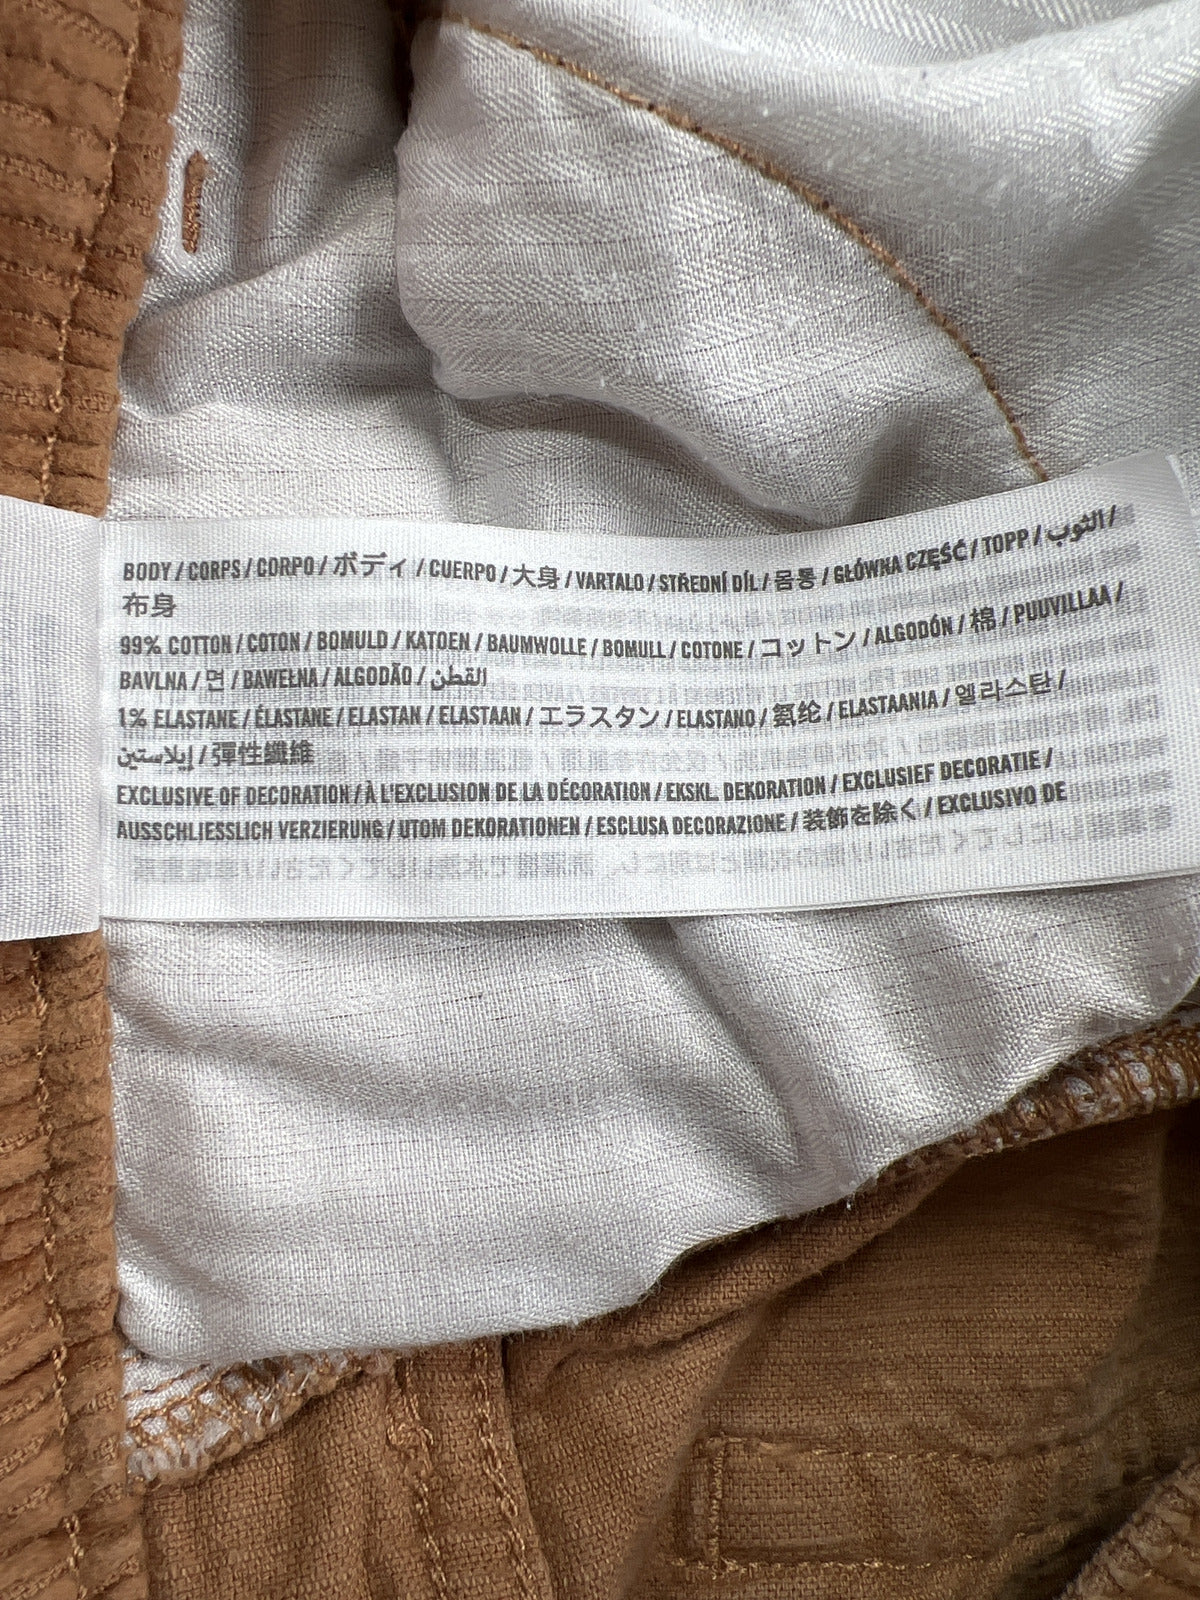 BODY / CORPS / CORPO / ボディ / CUERPO / 大身 / VARTALO / STŘEDNÍ DÍL / 몸통 / GŁÓWNA CZĘŚĆ / TOPP / الثوب /
布身
99% COTTON / COTON / BOMULD / KATOEN / BAUMWOLLE / BOMULL / COTONE / コットン / ALGODÓN / 棉 / PUUVILLAA /
BAVLNA / 면 / BAWEŁNA / ALGODÃO / القطن
1% ELASTANE / ÉLASTANE / ELASTAN / ELASTAAN / エラスタン / ELASTANO / 氨纶 / ELASTAANIA / 엘라스탄 /
إيلاستين / 彈性纖維
EXCLUSIVE OF DECORATION / À L'EXCLUSION DE LA DÉCORATION / EKSKL. DEKORATION / EXCLUSIEF DECORATIE /
AUSSCHLIESSLICH VERZIERUNG / UTOM DEKORATIONEN / ESCLUSA DECORAZIONE / 装飾を除く / EXCLUSIVO DE